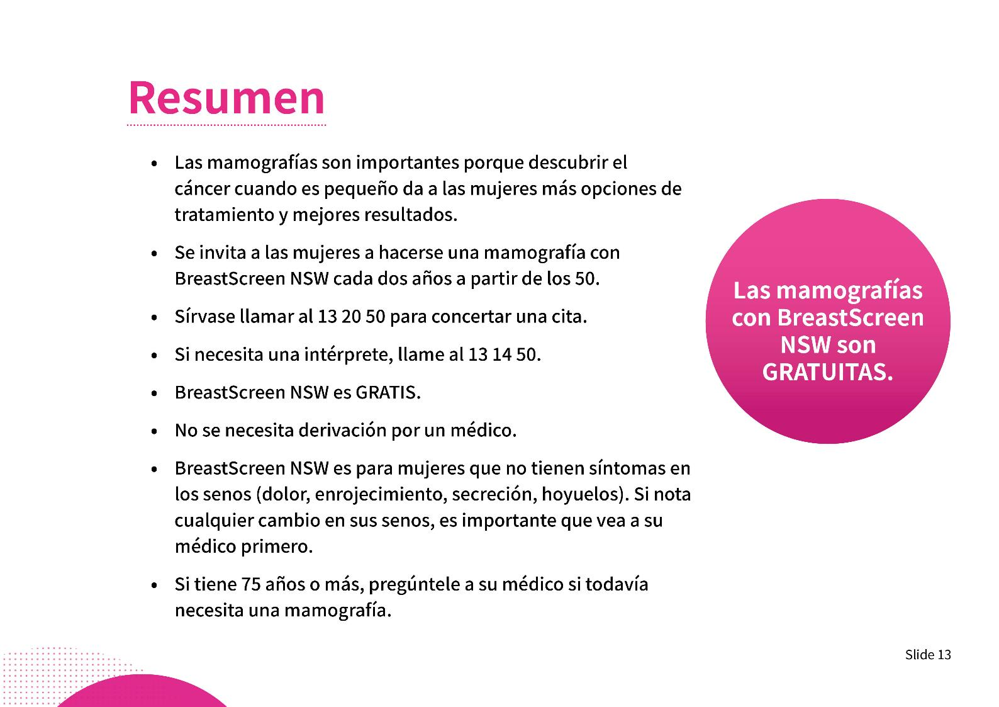 Resumen
• Las mamografías son importantes porque descubrir el
cáncer cuando es pequeño da a las mujeres más opciones de
tratamiento y mejores resultados.
• Se invita a las mujeres a hacerse una mamografía con
BreastScreen NSW cada dos años a partir de los 50.
• Sírvase llamar al 13 20 50 para concertar una cita.
• Si necesita una intérprete, llame al 13 14 50.
• BreastScreen NSW es GRATIS.
• No se necesita derivación por un médico.
• BreastScreen NSW es para mujeres que no tienen síntomas en
los senos (dolor, enrojecimiento, secreción, hoyuelos). Si nota
cualquier cambio en sus senos, es importante que vea a su
médico primero.
• Si tiene 75 años o más, pregúntele a su médico si todavía
necesita una mamografía.
Las mamografías
con BreastScreen
NSW son
GRATUITAS.
Slide 13